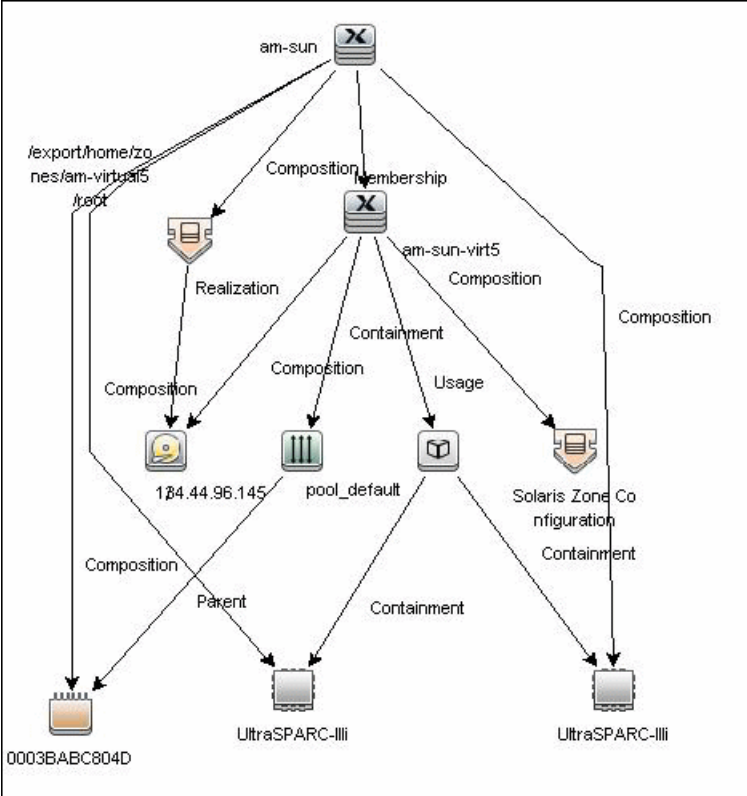 am-sun
/export/home/zo
nes/am-virtual5
/root
Composition
Membership
am-sun-virt5
Realization
Composition
Composition
Containment
Composition
Composition
Usage
/
134.44.96.145
pool_default
Solaris Zone Co
nfiguration
Composition
Containment
Parent
Containment
UltraSPARC-IIIi
UltraSPARC-IIIi
0003BABC804D